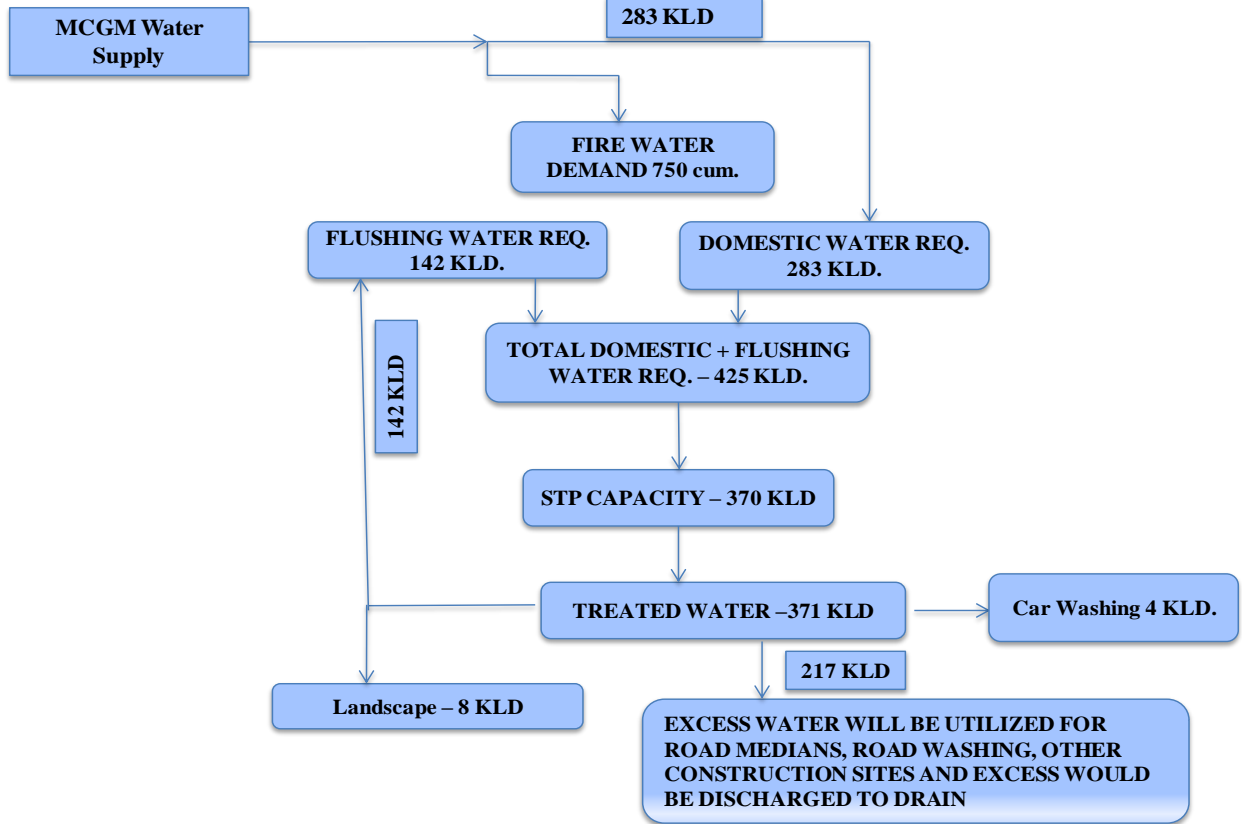 283 KLD
MCGM Water
Supply
FIRE WATER
DEMAND 750 cum.
FLUSHING WATER REQ.
142 KLD.
DOMESTIC WATER REQ.
283 KLD.
142 KLD
TOTAL DOMESTIC + FLUSHING
WATER REQ. – 425 KLD.
STP CAPACITY – 370 KLD
TREATED WATER –371 KLD
Car Washing 4 KLD.
217 KLD
Landscape – 8 KLD
EXCESS WATER WILL BE UTILIZED FOR
ROAD MEDIANS, ROAD WASHING, OTHER
CONSTRUCTION SITES AND EXCESS WOULD
BE DISCHARGED TO DRAIN